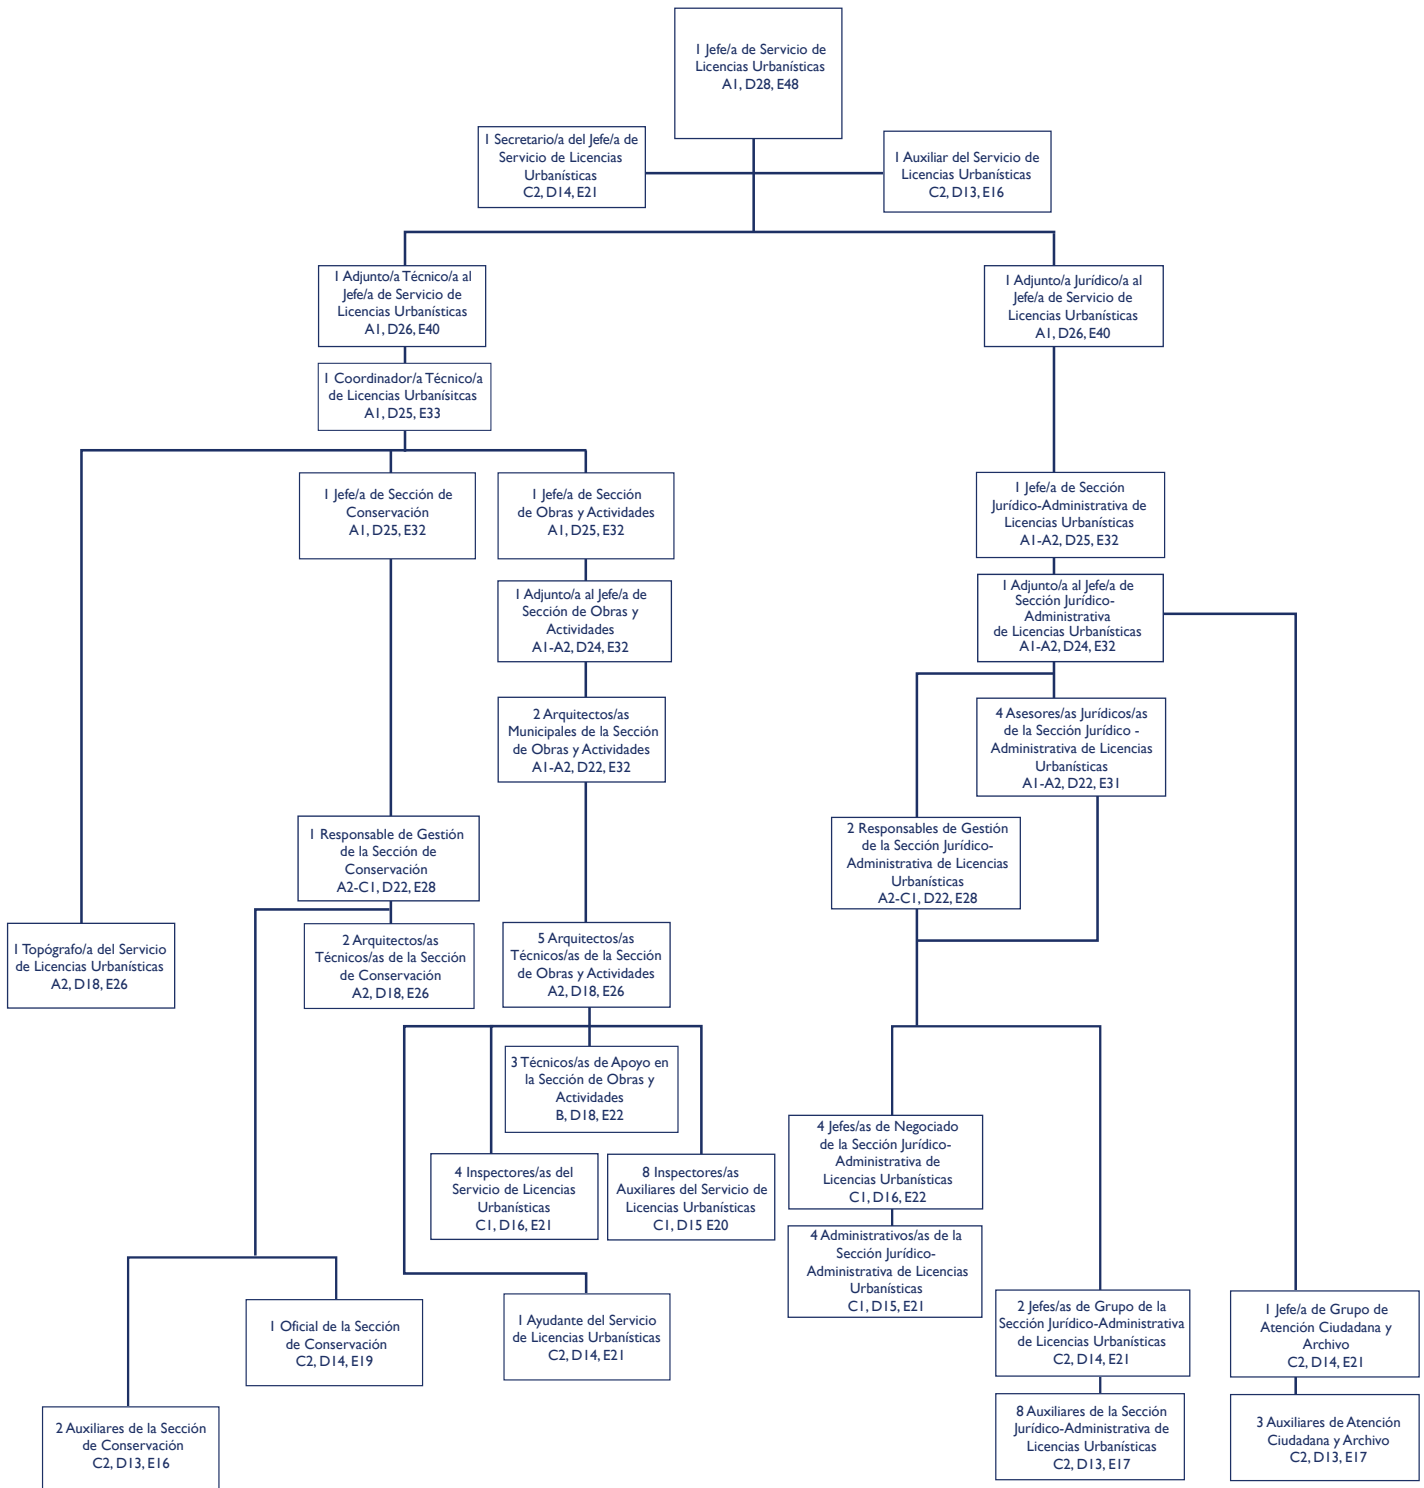 1 Jefe/a de Servicio de
Licencias Urbanísticas
A1, D28, E48
1 Secretario/a del Jefe/a de
Servicio de Licencias
Urbanísticas
C2, D14, E21
1 Auxiliar del Servicio de
Licencias Urbanísticas
C2, D13, E16
1 Adjunto/a Técnico/a al
Jefe/a de Servicio de
Licencias Urbanísticas
A1, D26, E40
1 Adjunto/a Jurídico/a al
Jefe/a de Servicio de
Licencias Urbanísticas
A1, D26, E40
1 Coordinador/a Técnico/a
de Licencias Urbanísitcas
A1, D25, E33
1 Jefe/a de Sección de
Conservación
A1, D25, E32
1 Jefe/a de Sección
de Obras y Actividades
A1, D25, E32
1 Jefe/a de Sección
Jurídico-Administrativa de
Licencias Urbanísticas
A1-A2, D25, E32
1 Adjunto/a al Jefe/a de
Sección de Obras y
Actividades
A1-A2, D24, E32
1 Adjunto/a al Jefe/a de
Sección Jurídico-
Administrativa
de Licencias Urbanísticas
A1-A2, D24, E32
2 Arquitectos/as
Municipales de la Sección
de Obras y Actividades
A1-A2, D22, E32
4 Asesores/as Jurídicos/as
de la Sección Jurídico -
Administrativa de Licencias
Urbanísticas
A1-A2, D22, E31
1 Responsable de Gestión
de la Sección de
Conservación
A2-C1, D22, E28
2 Responsables de Gestión
de la Sección Jurídico-
Administrativa de Licencias
Urbanísticas
A2-C1, D22, E28
1 Topógrafo/a del Servicio
de Licencias Urbanísticas
A2, D18, E26
2 Arquitectos/as
Técnicos/as de la Sección
de Conservación
A2, D18, E26
5 Arquitectos/as
Técnicos/as de la Sección
de Obras y Actividades
A2, D18, E26
3 Técnicos/as de Apoyo en
la Sección de Obras y
Actividades
B, D18, E22
4 Inspectores/as del
Servicio de Licencias
Urbanísticas
C1, D16, E21
8 Inspectores/as
Auxiliares del Servicio de
Licencias Urbanísticas
C1, D15 E20
4 Jefes/as de Negociado
de la Sección Jurídico-
Administrativa de
Licencias Urbanísticas
C1, D16, E22
4 Administrativos/as de la
Sección Jurídico-
Administrativa de Licencias
Urbanísticas
C1, D15, E21
1 Oficial de la Sección
de Conservación
C2, D14, E19
1 Ayudante del Servicio
de Licencias Urbanísticas
C2, D14, E21
2 Jefes/as de Grupo de la
Sección Jurídico-Administrativa
de Licencias Urbanísticas
C2, D14, E21
1 Jefe/a de Grupo de
Atención Ciudadana y
Archivo
C2, D14, E21
2 Auxiliares de la Sección
de Conservación
C2, D13, E16
8 Auxiliares de la Sección
Jurídico-Administrativa de
Licencias Urbanísticas
C2, D13, E17
3 Auxiliares de Atención
Ciudadana y Archivo
C2, D13, E17